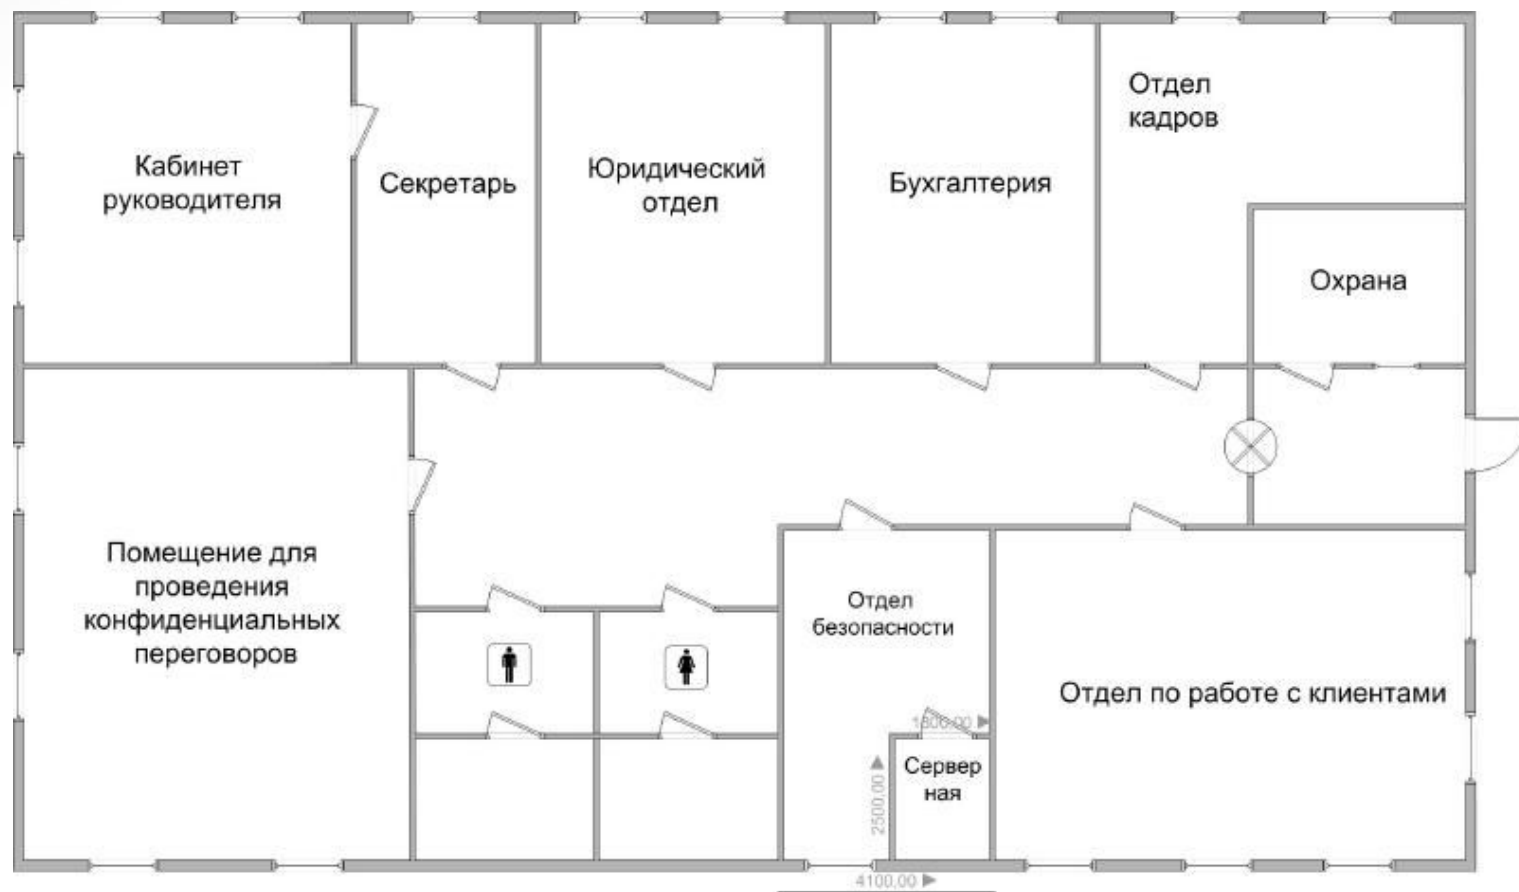 Отдел
кадров
Кабинет
руководителя
Секретарь
Юридический
отдел
Бухгалтерия
Охрана
Помещение для
проведения
конфиденциальных
переговоров
Отдел
безопасности
Отдел по работе с клиентами
1800,00
Сервер
ная
2500,00
4100,00